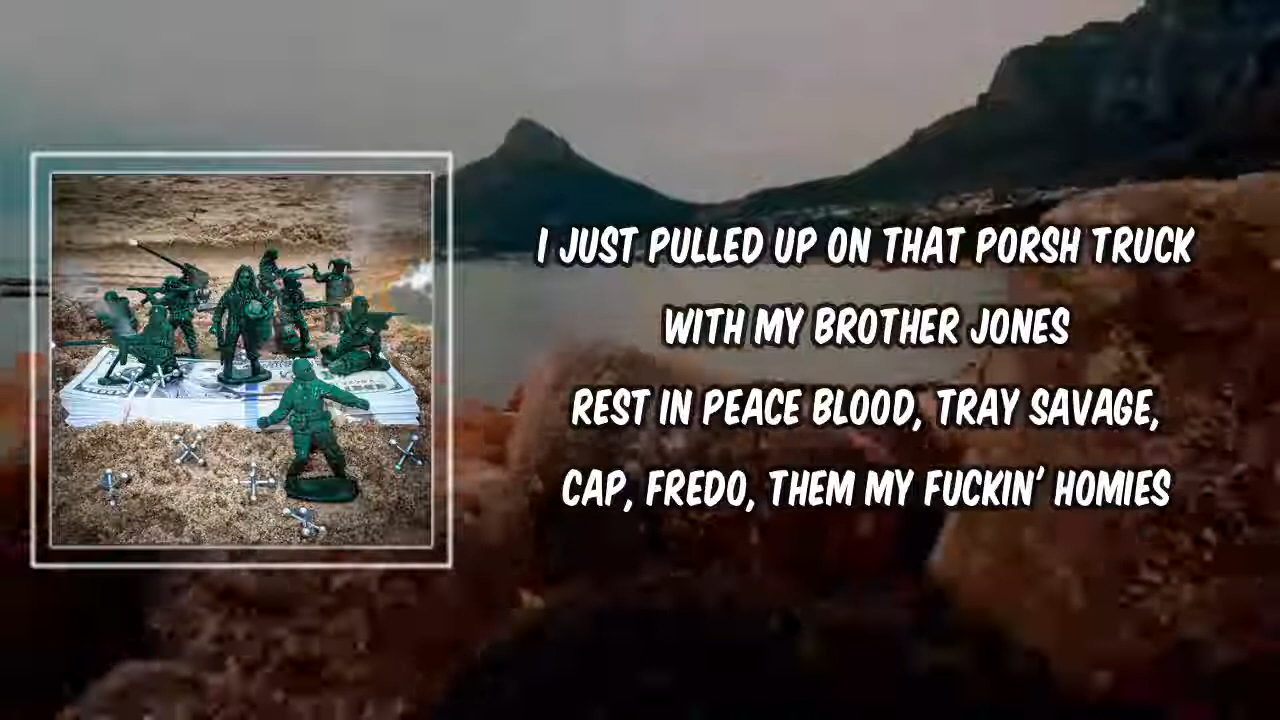 I JUST PULLED UP ON THAT PORSH TRUCK
WITH MY BROTHER JONES
REST IN PEACE BLOOD, TRAY SAVAGE,
CAP, FREDO, THEM MY FUCKIN' HOMIES